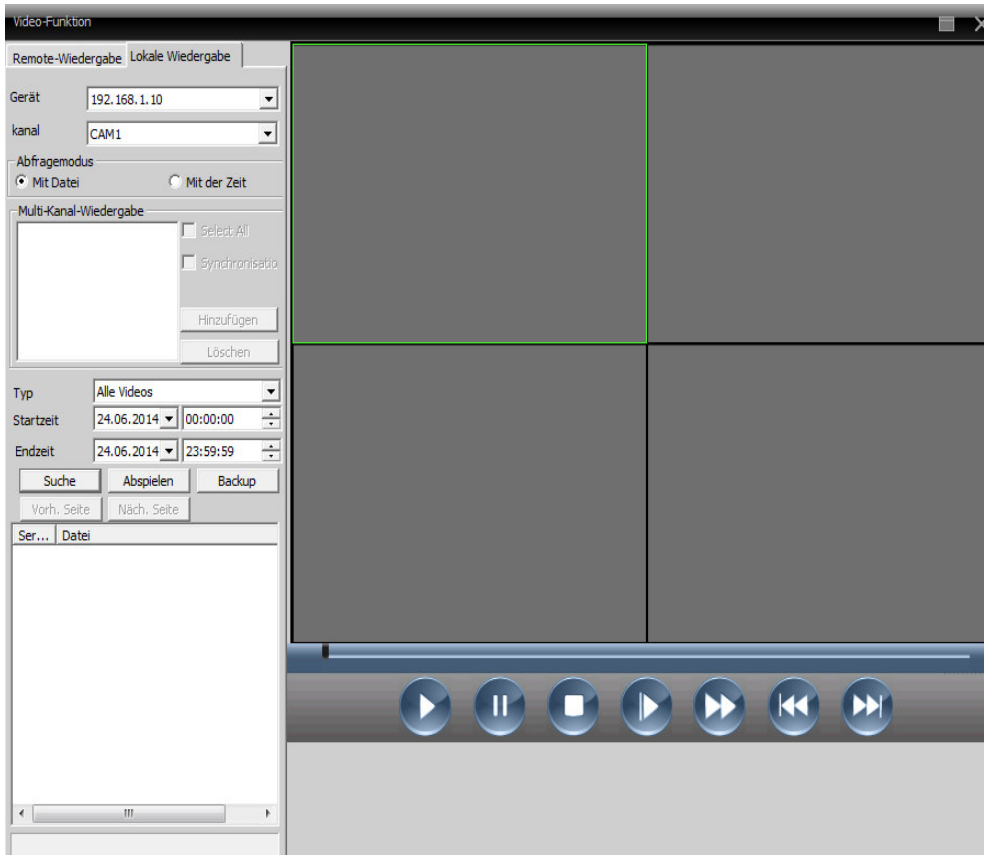 Video-Funktion
Remote-Wiedergabe Lokale Wiedergabe
Gerät 192.168.1.10
kanal CAM1
Abfragemodus
Mit Datei Mit der Zeit
Multi-Kanal-Wiedergabe
Select All
Synchronisatio
Hinzufügen
Löschen
Typ Alle Videos
Startzeit 24.06.2014 00:00:00
Endzeit 24.06.2014 23:59:59
Suche Abspielen Backup
Vorh. Seite Näch. Seite
Ser... Datei